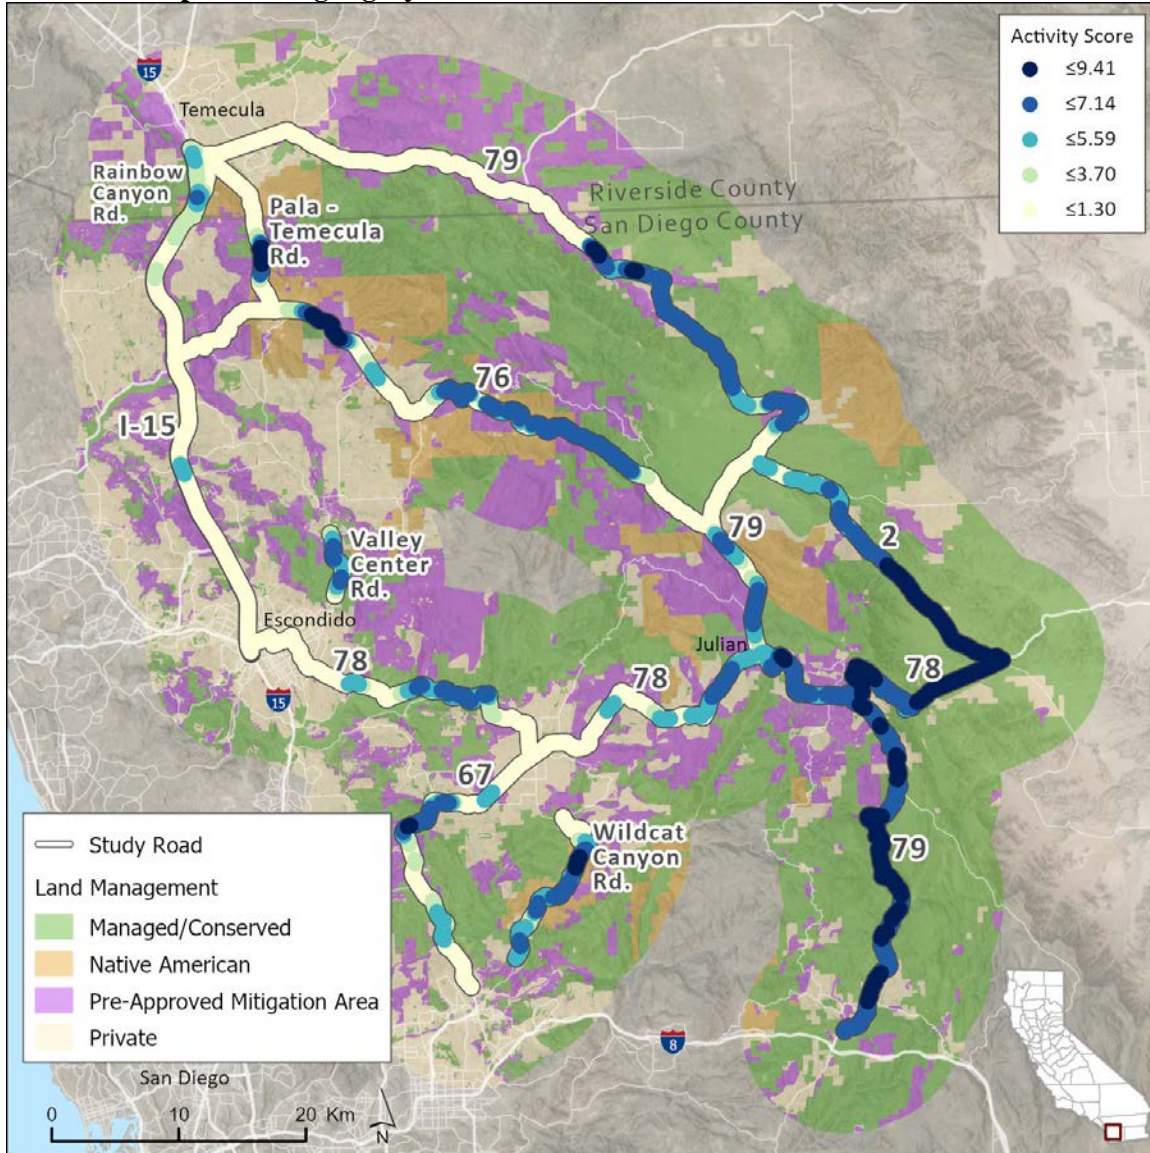 Activity Score
≤9.41
≤7.14
≤5.59
≤3.70
≤1.30
15
Temecula
Rainbow
Canyon
Rd.
79
Riverside County
San Diego County
Pala -
Temecula
Rd.
76
I-15
79
2
Valley
Center
Rd.
Escondido
Julian
78
78
78
15
67
Wildcat
Canyon
Rd.
79
Study Road
Land Management
Managed/Conserved
Native American
Pre-Approved Mitigation Area
Private
8
San Diego
0 10 20 Km
N